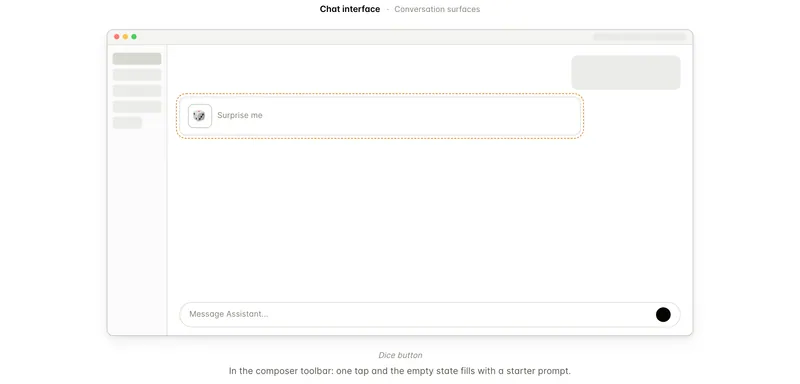 Chat interface · Conversation surfaces
Surprise me
Message Assistant...
Dice button
In the composer toolbar: one tap and the empty state fills with a starter prompt.